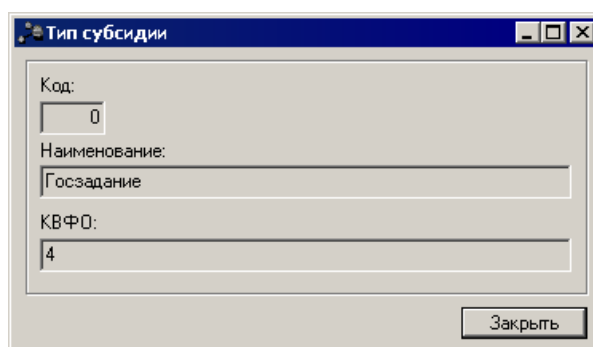 Тип субсидии
Код:
0
Наименование:
Госзадание
КВФО:
4
Закрыть